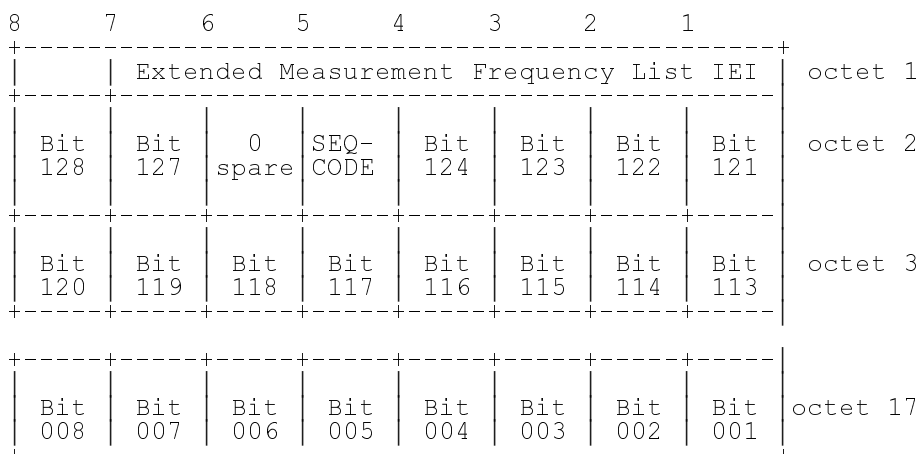 8 7 6 5 4 3 2 1
Extended Measurement Frequency List IEI octet 1
Bit Bit 0 SEQ- Bit Bit Bit Bit octet 2
128 127 spare CODE 124 123 122 121
Bit Bit Bit Bit Bit Bit Bit Bit octet 3
120 119 118 117 116 115 114 113
Bit Bit Bit Bit Bit Bit Bit Bit octet 17
008 007 006 005 004 003 002 001